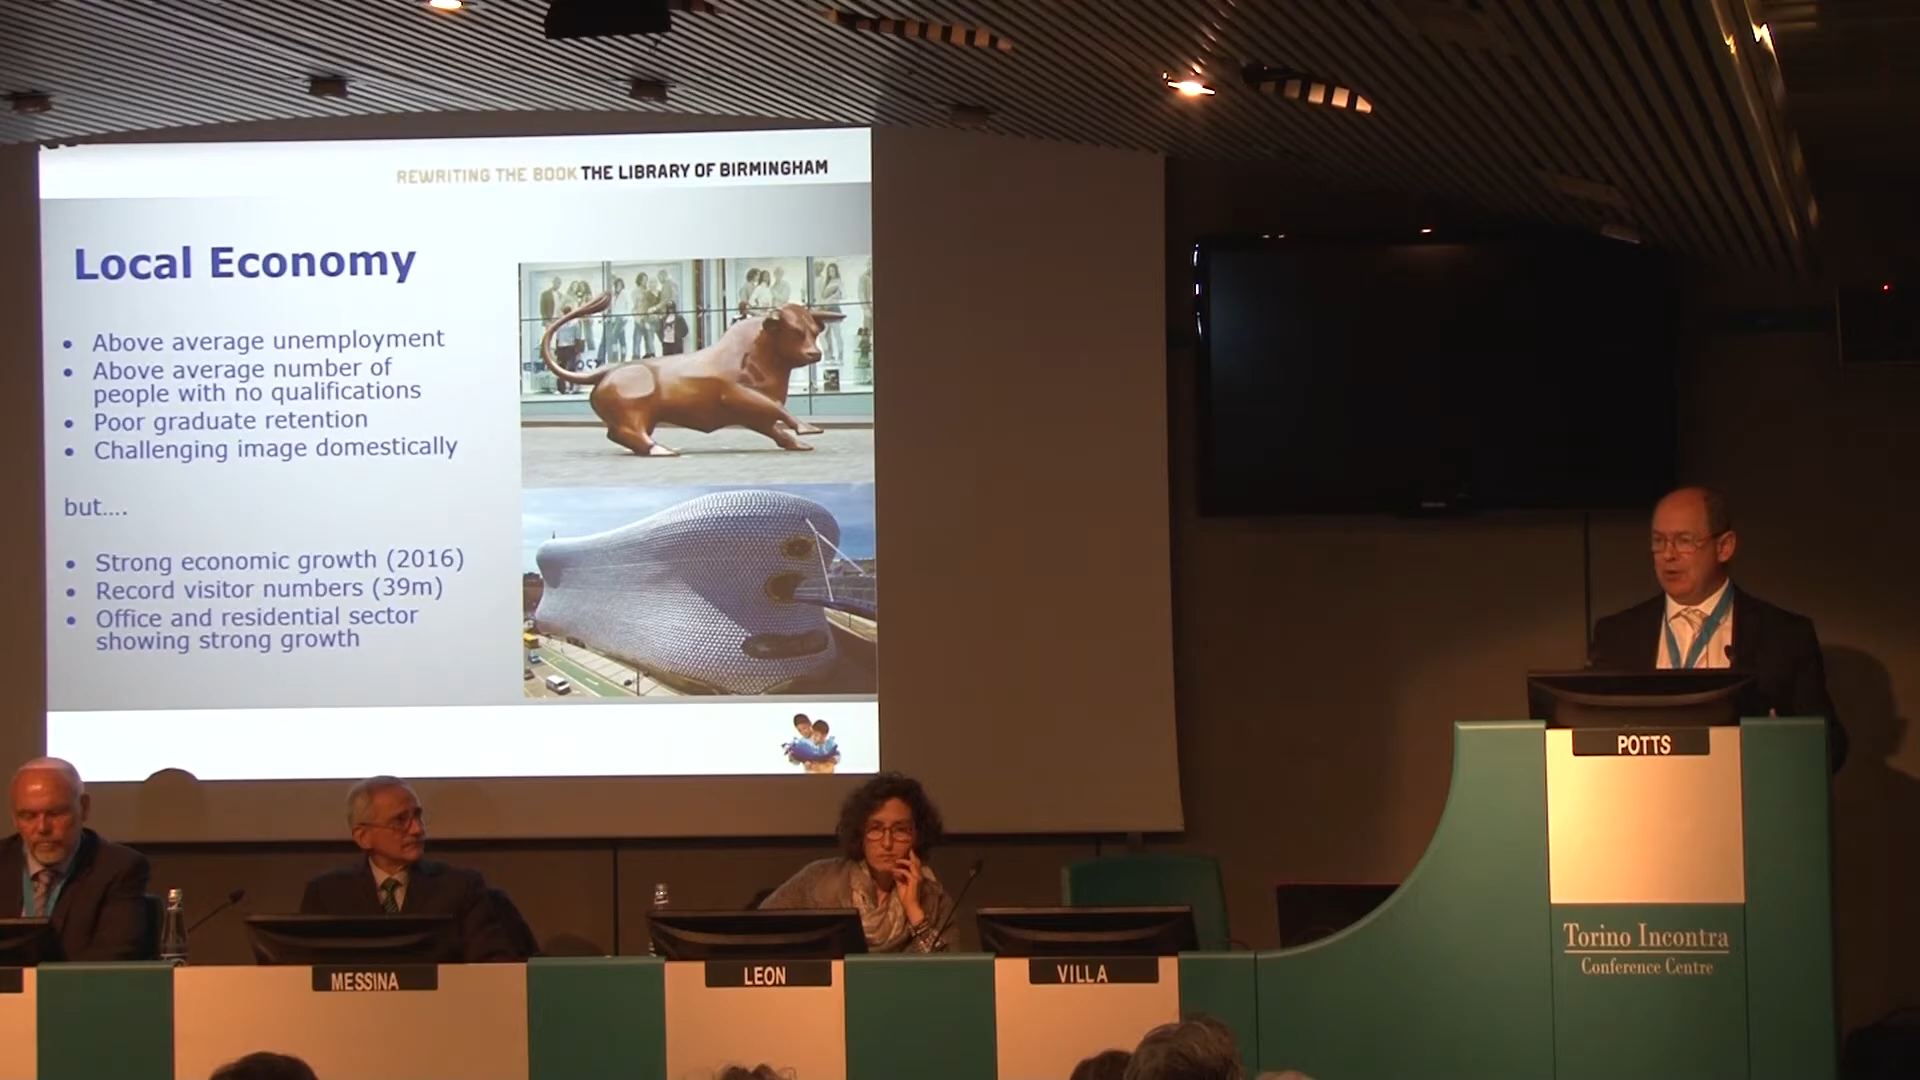 REWRITING THE BOOK THE LIBRARY OF BIRMINGHAM
Local Economy
• Above average unemployment
• Above average number of
people with no qualifications
• Poor graduate retention
• Challenging image domestically
but....
• Strong economic growth (2016)
• Record visitor numbers (39m)
• Office and residential sector
showing strong growth
POTTS
Torino Incontra
Conference Centre
MESSINA
LEON
VILLA